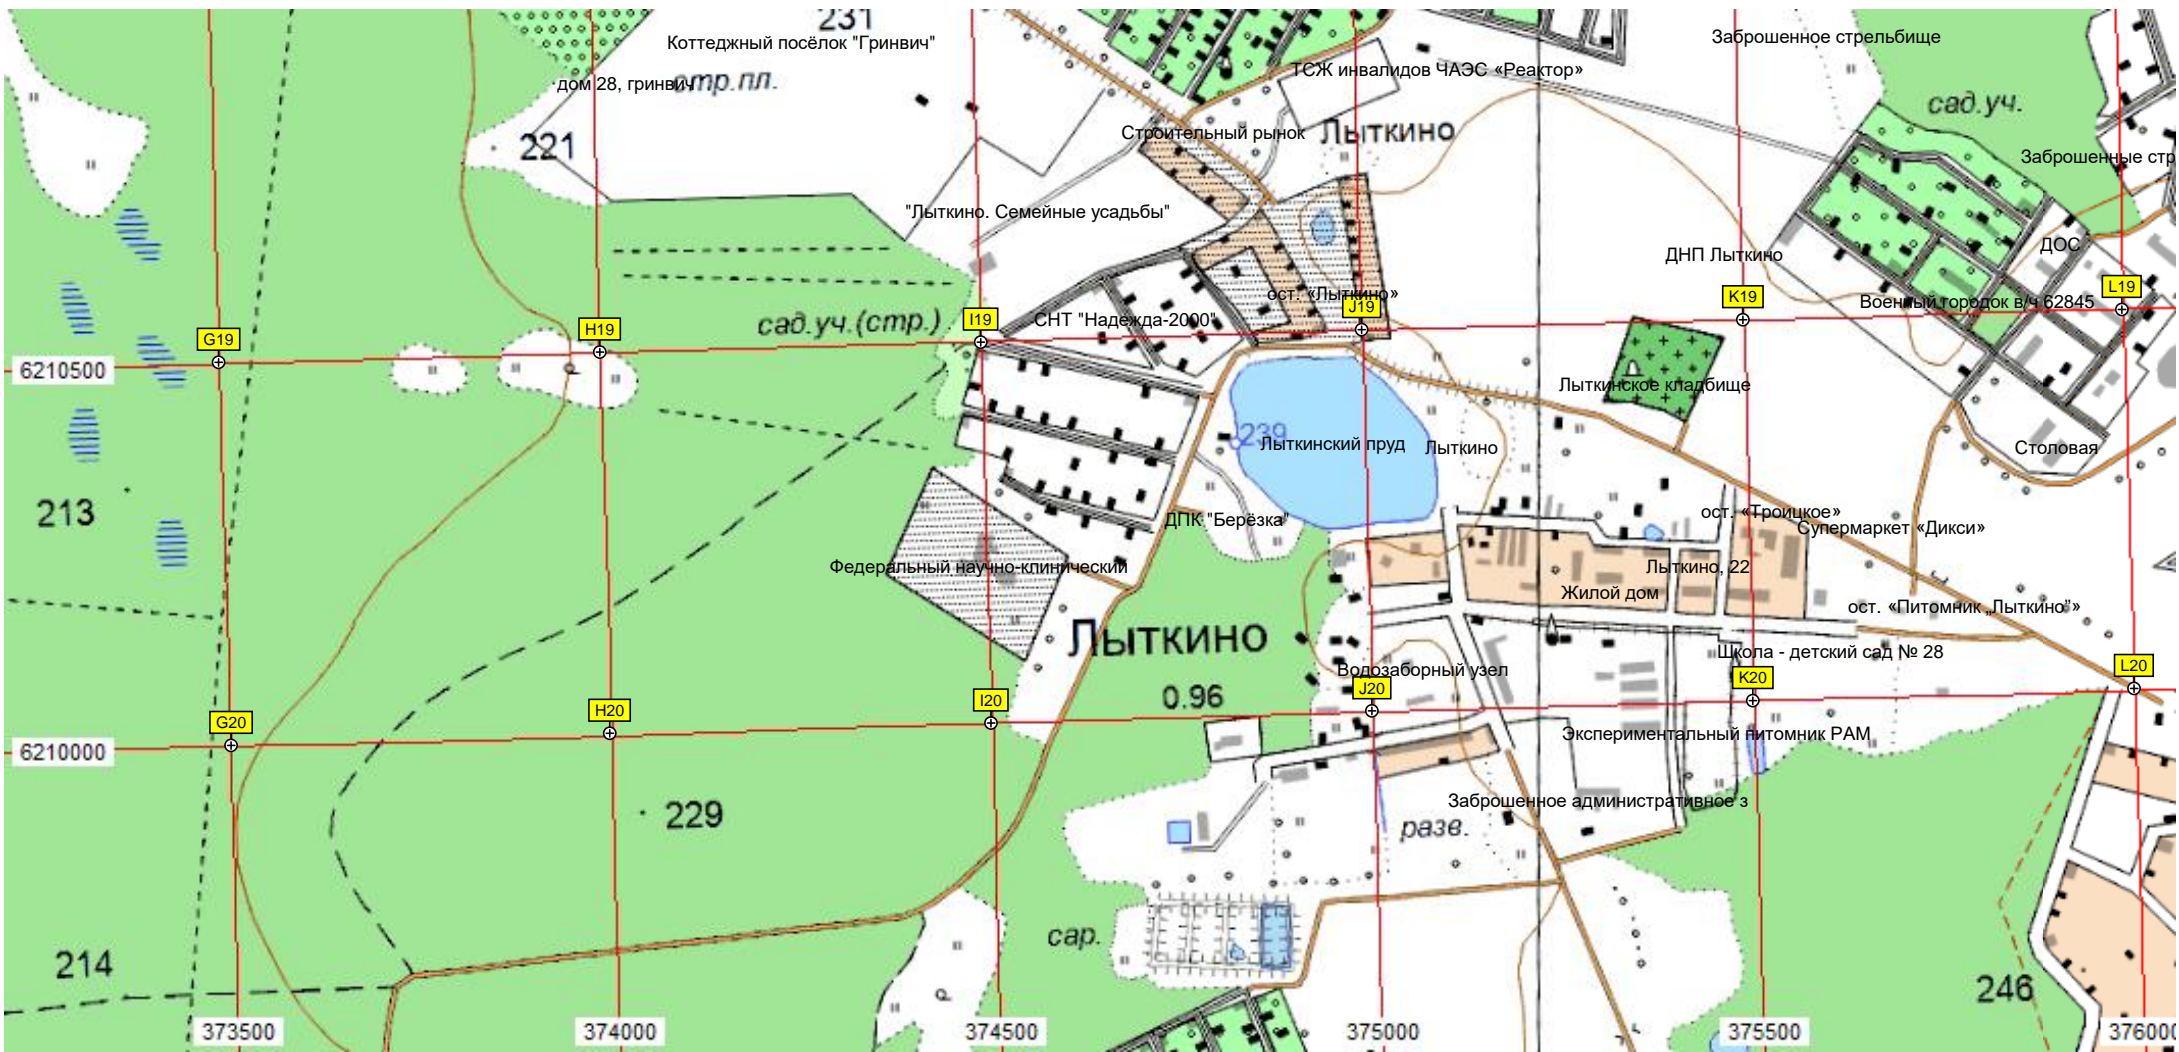 231
Коттеджный посёлок "Гринвич"
Заброшенное стрельбище
ТСЖ инвалидов ЧАЭС «Реактор»
дом 28, гринвич
стр.пл.
сад.уч.
Строительный рынок
Лыткино
221
Заброшенные стр
"Лыткино. Семейные усадьбы"
ДОС
ДНП Лыткино
ост. «Лыткино»
Военный городок в/ч 62845
L19
K19
J19
I19
H19
G19
СНТ "Надежда-2000"
сад.уч.(стр.)
6210500
Лыткинское кладбище
239
Лыткинский пруд
Лыткино
Столовая
213
ДПК "Берёзка"
ост. «Троицкое»
Супермаркет «Дикси»
Федеральный научно-клинический
Лыткино, 22
Жилой дом
ост. «Питомник „Лыткино”»
Лыткино
0.96
Школа - детский сад № 28
Водозаборный узел
L20
K20
J20
I20
H20
G20
6210000
Экспериментальный питомник РАМ
229
Заброшенное административное з
разв.
сар.
214
246
373500
374000
374500
375000
375500
376000